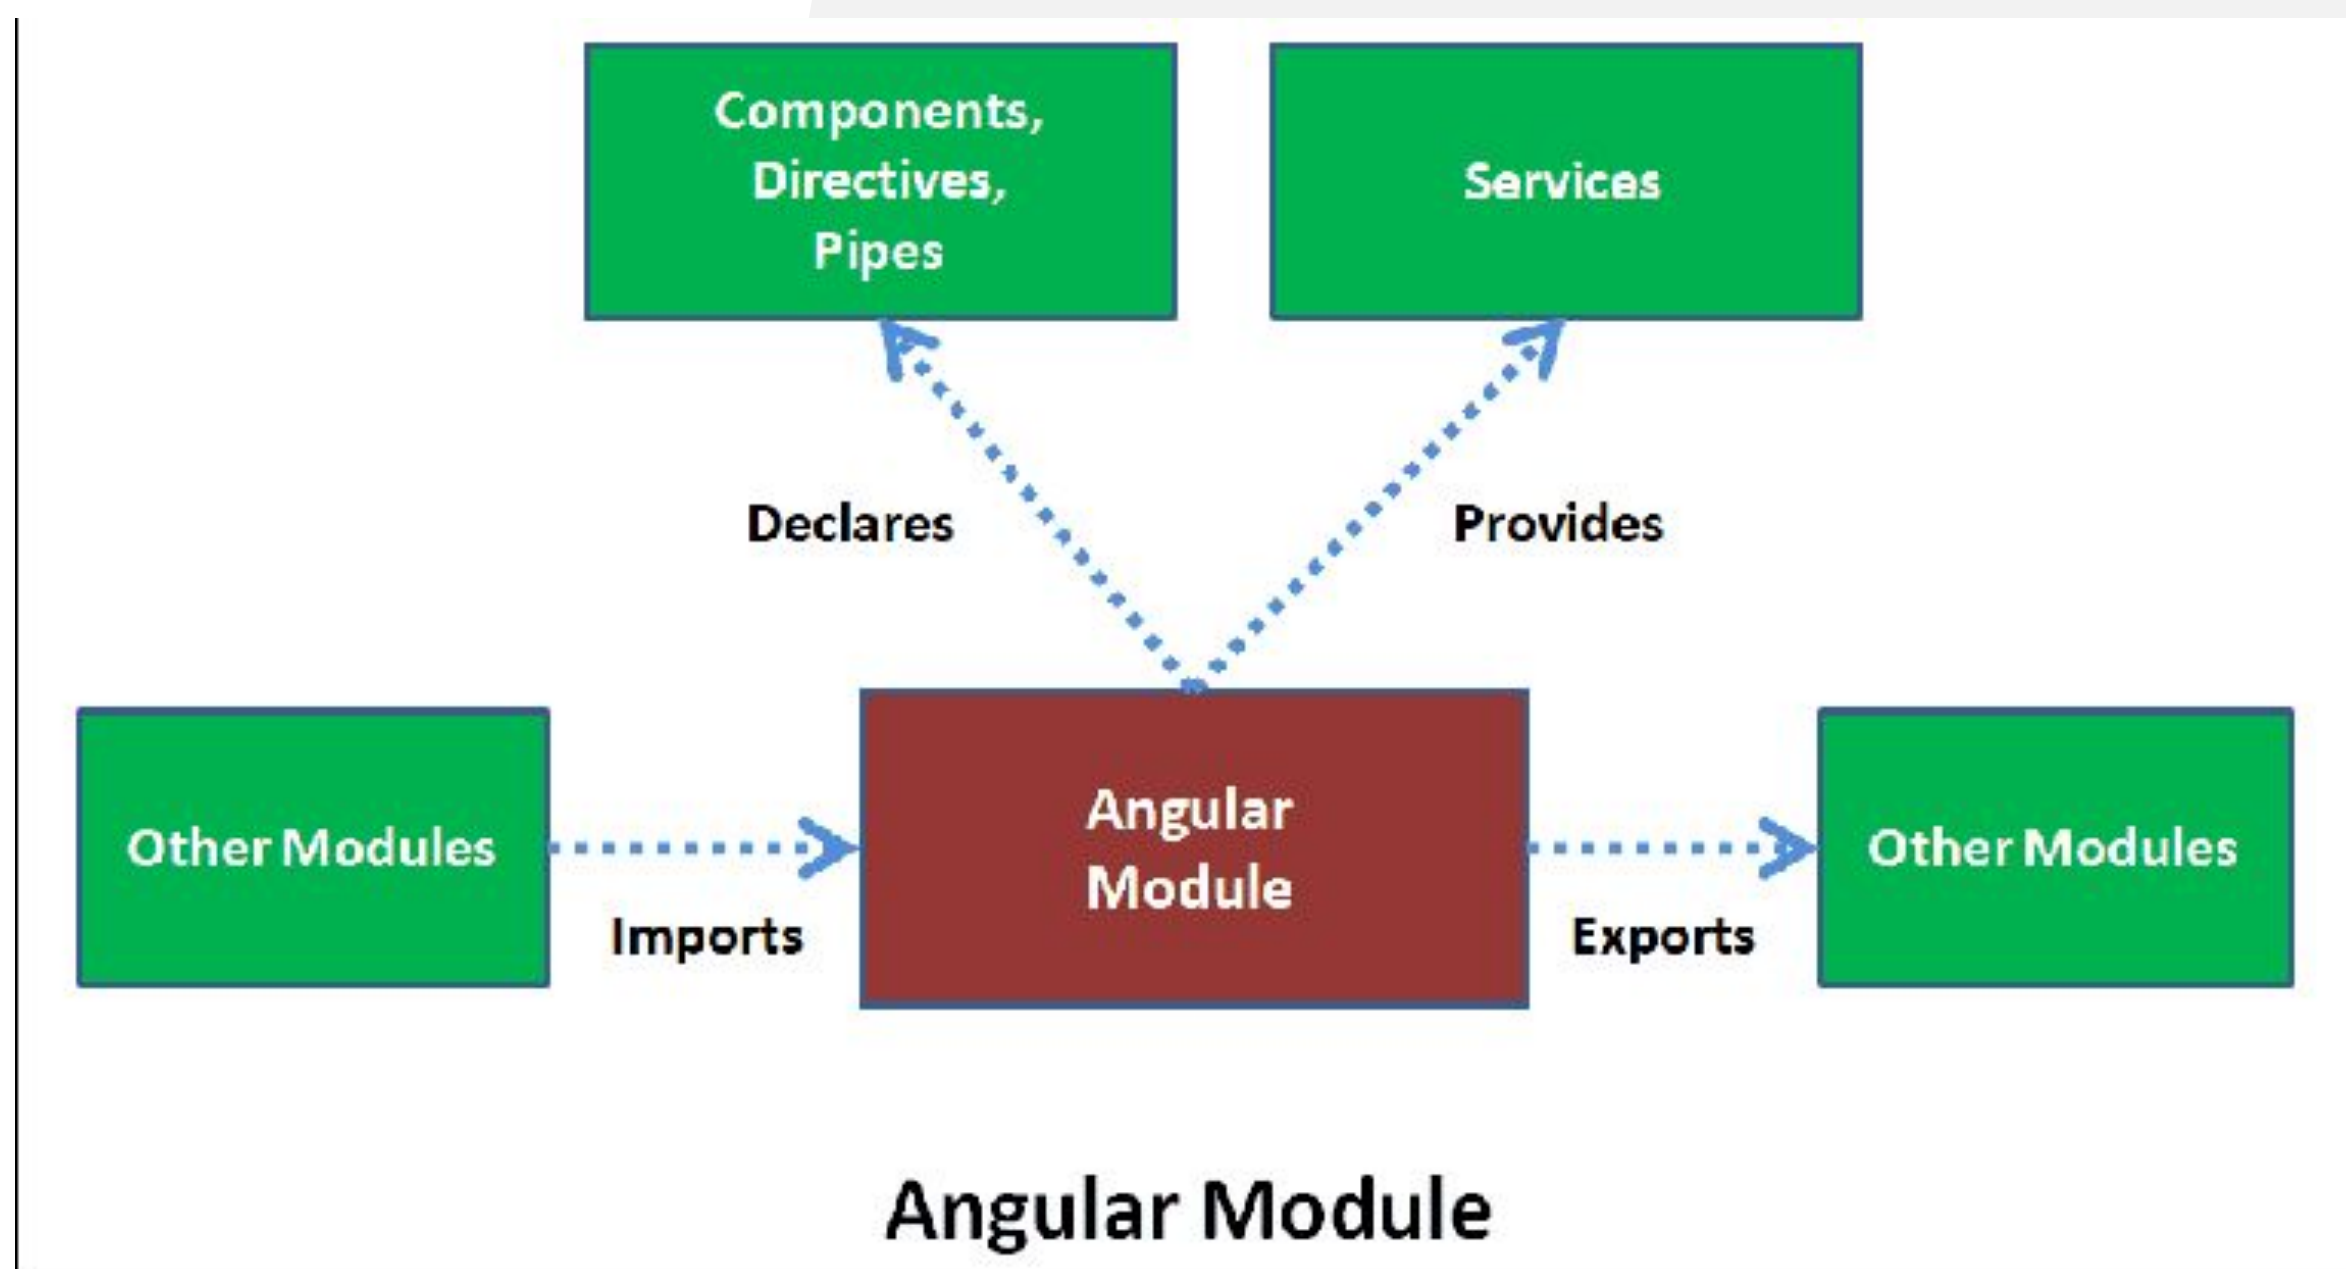 Components,
Directives,
Pipes
Services
Declares
Provides
Other Modules
Imports
Angular
Module
Exports
Other Modules
Angular Module